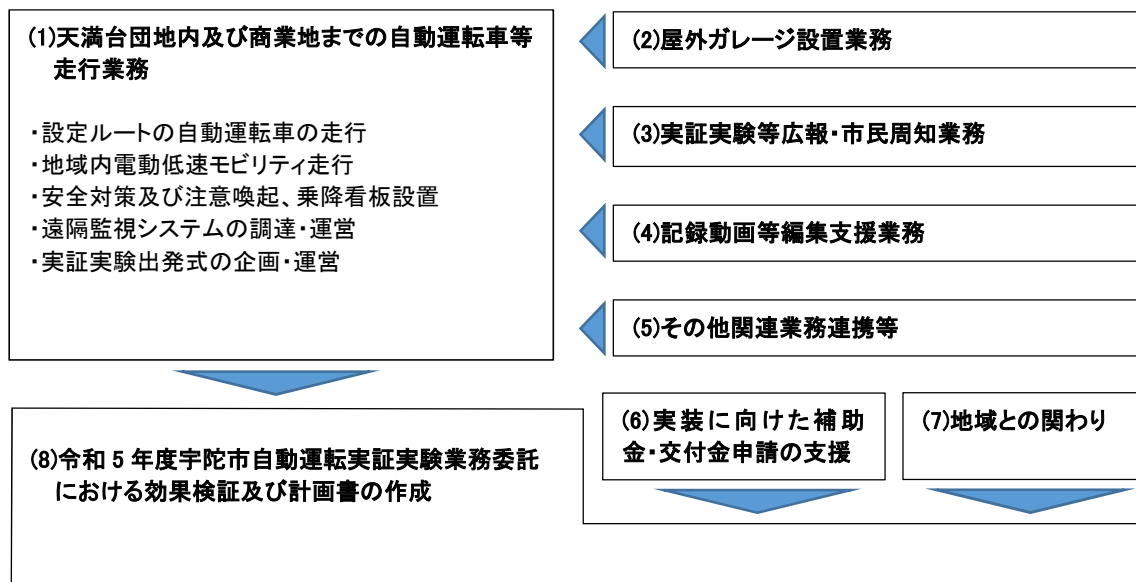 (1)天満台団地内及び商業地までの自動運転車等
走行業務
・設定ルートの自動運転車の走行
・地域内電動低速モビリティ走行
・安全対策及び注意喚起、乗降看板設置
・遠隔監視システムの調達・運営
・実証実験出発式の企画・運営
(2)屋外ガレージ設置業務
(3)実証実験等広報・市民周知業務
(4)記録動画等編集支援業務
(5)その他関連業務連携等
(6)実装に向けた補助
金・交付金申請の支援
(7)地域との関わり
(8)令和 5 年度宇陀市自動運転実証実験業務委託
における効果検証及び計画書の作成